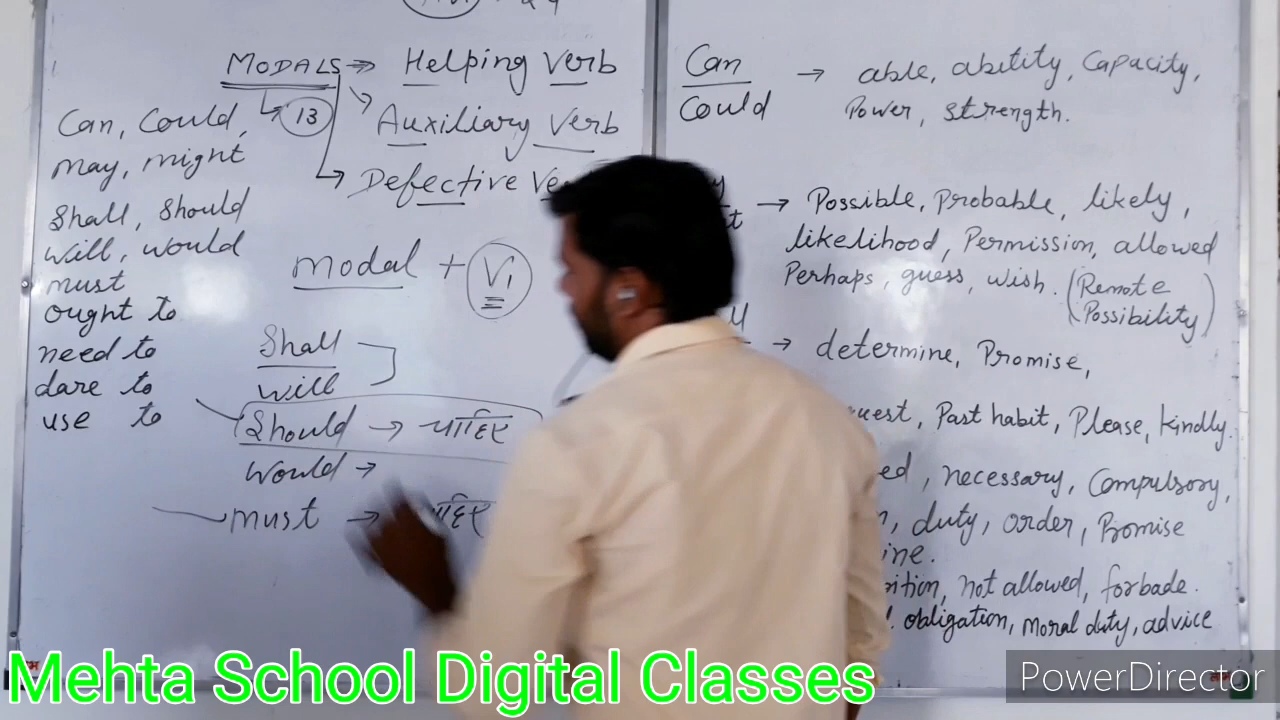 MODALS → Helping Verb
13
Auxiliary Verb
Defective
Can, Could,
may, might
Shall, Should
will, would
must
ought to
need to
dare to
use to
modal + V1
Shall
will
Should →
would →
must →
Can
Could
→ able, abitity, Capacity,
Power, strength.
→ Possible, Probable, likely,
likelihood, Permission, allowed
Perhaps, guess, wish. (Remote
Possibility)
→ determine, Promise,
Past habit, Please, kindly.
necessary, Compulsory,
duty, order, Promise
not allowed, forbade.
obligation, moral duty, advice
Mehta School Digital Classes
PowerDirector